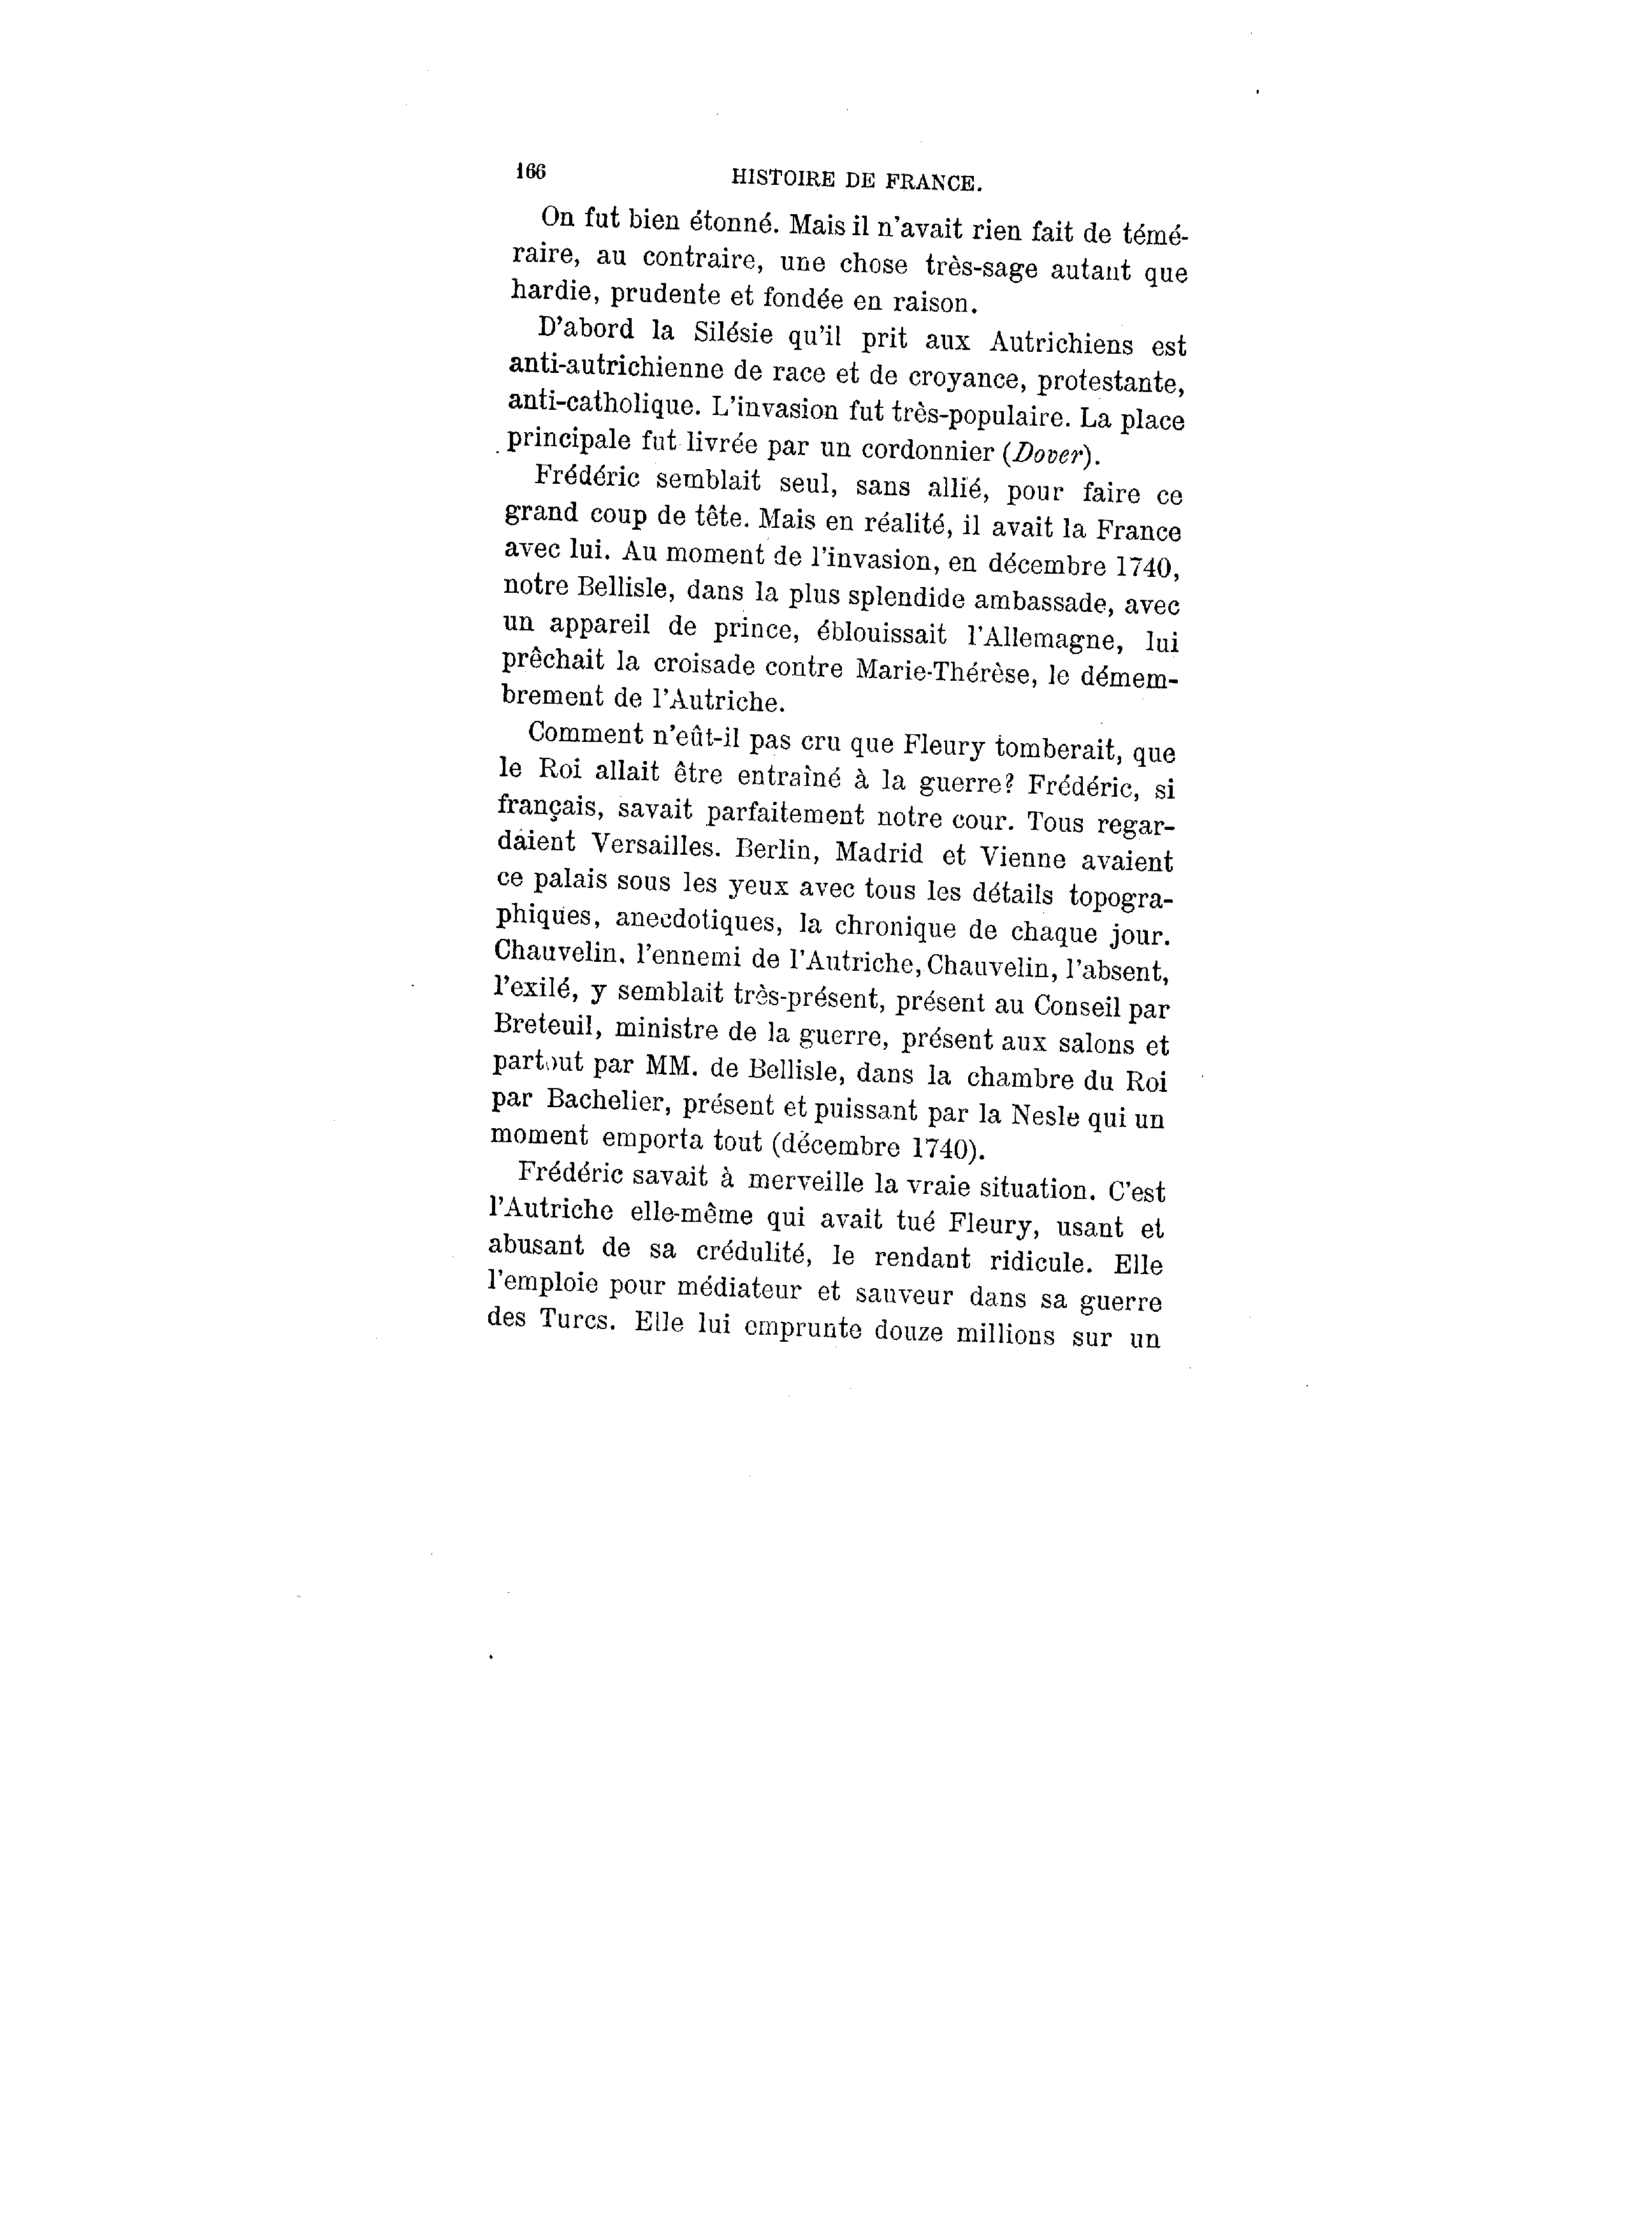 166
HISTOIRE DE FRANCE.
On fut bien étonné. Mais il n'avait rien fait de témé-
raire, au contraire, une chose très-sage autant que
hardie, prudente et fondée en raison.
D'abord la Silésie qu'il prit aux Autrichiens est
anti-autrichienne de race et de croyance, protestante,
anti-catholique. L'invasion fut très-populaire. La place
principale fut livrée par un cordonnier (Dover).
Frédéric semblait seul, sans allié, pour faire ce
grand coup de tête. Mais en réalité, il avait la France
avec lui. Au moment de l'invasion, en décembre 1740,
notre Bellisle, dans la plus splendide ambassade, avec
un appareil de prince, éblouissait l'Allemagne, lui
prêchait la croisade contre Marie-Thérèse, le démem-
brement de l'Autriche.
Comment n'eût-il pas cru que Fleury tomberait, que
le Roi allait être entraîné à la guerre? Frédéric, si
français, savait parfaitement notre cour. Tous regar-
daient Versailles. Berlin, Madrid et Vienne avaient
ce palais sous les yeux avec tous les détails topogra-
phiques, anecdotiques, la chronique de chaque jour.
Chauvelin, l'ennemi de l'Autriche, Chauvelin, l'absent,
l'exilé, y semblait très-présent, présent au Conseil par
Breteuil, ministre de la guerre, présent aux salons et
partout par MM. de Bellisle, dans la chambre du Roi
par Bachelier, présent et puissant par la Nesle qui un
moment emporta tout (décembre 1740).
Frédéric savait à merveille la vraie situation. C'est
l'Autriche elle-même qui avait tué Fleury, usant et
abusant de sa crédulité, le rendant ridicule. Elle
l'emploie pour médiateur et sauveur dans sa guerre
des Turcs. Elle lui emprunte douze millions sur un